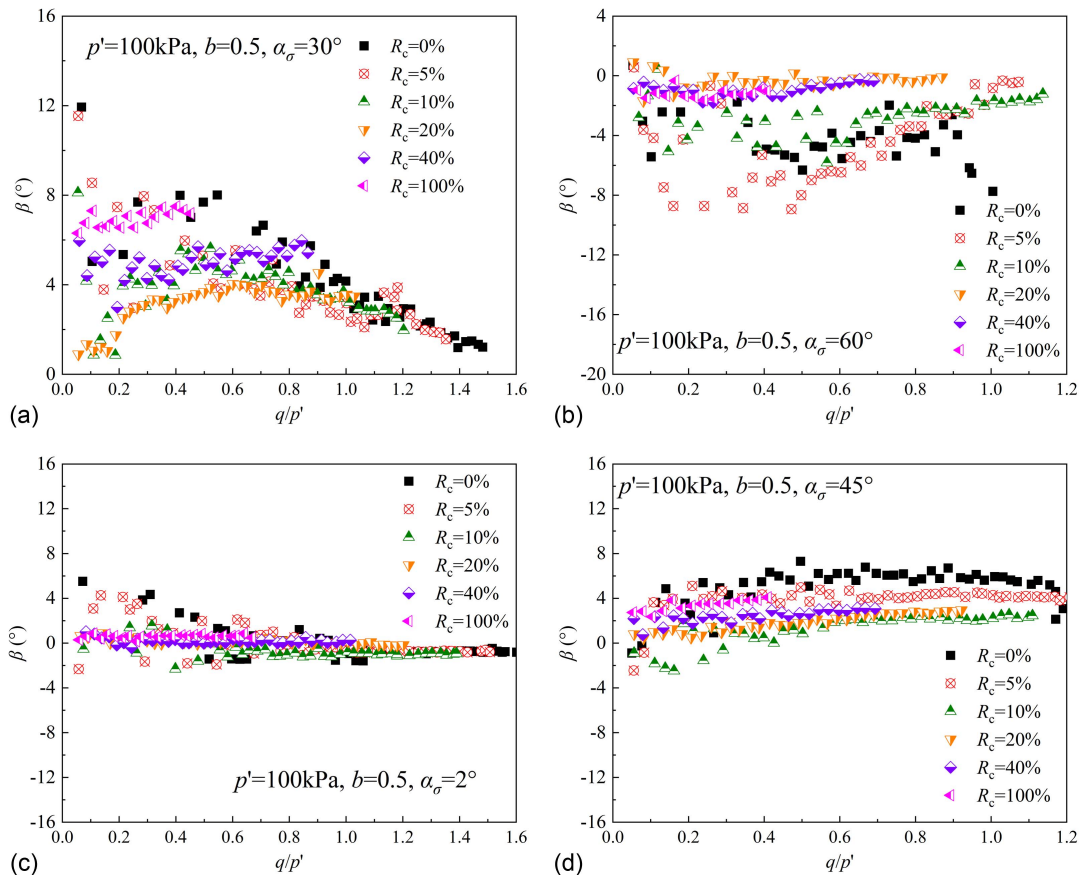 16
12
8
4
0
β (°)
p'=100kPa, b=0.5, ασ=30°
Rc=0%
Rc=5%
Rc=10%
Rc=20%
Rc=40%
Rc=100%
0.0 0.2 0.4 0.6 0.8 1.0 1.2 1.4 1.6
q/p'
(a)
4
0
-4
-8
-12
-16
-20
β (°)
Rc=0%
Rc=5%
Rc=10%
Rc=20%
Rc=40%
Rc=100%
p'=100kPa, b=0.5, ασ=60°
0.0 0.2 0.4 0.6 0.8 1.0 1.2
q/p'
(b)
16
12
8
4
0
-4
-8
-12
-16
β (°)
Rc=0%
Rc=5%
Rc=10%
Rc=20%
Rc=40%
Rc=100%
p'=100kPa, b=0.5, ασ=2°
0.0 0.2 0.4 0.6 0.8 1.0 1.2 1.4 1.6
q/p'
(c)
16
12
8
4
0
-4
-8
-12
-16
β (°)
p'=100kPa, b=0.5, ασ=45°
Rc=0%
Rc=5%
Rc=10%
Rc=20%
Rc=40%
Rc=100%
0.0 0.2 0.4 0.6 0.8 1.0 1.2
q/p'
(d)